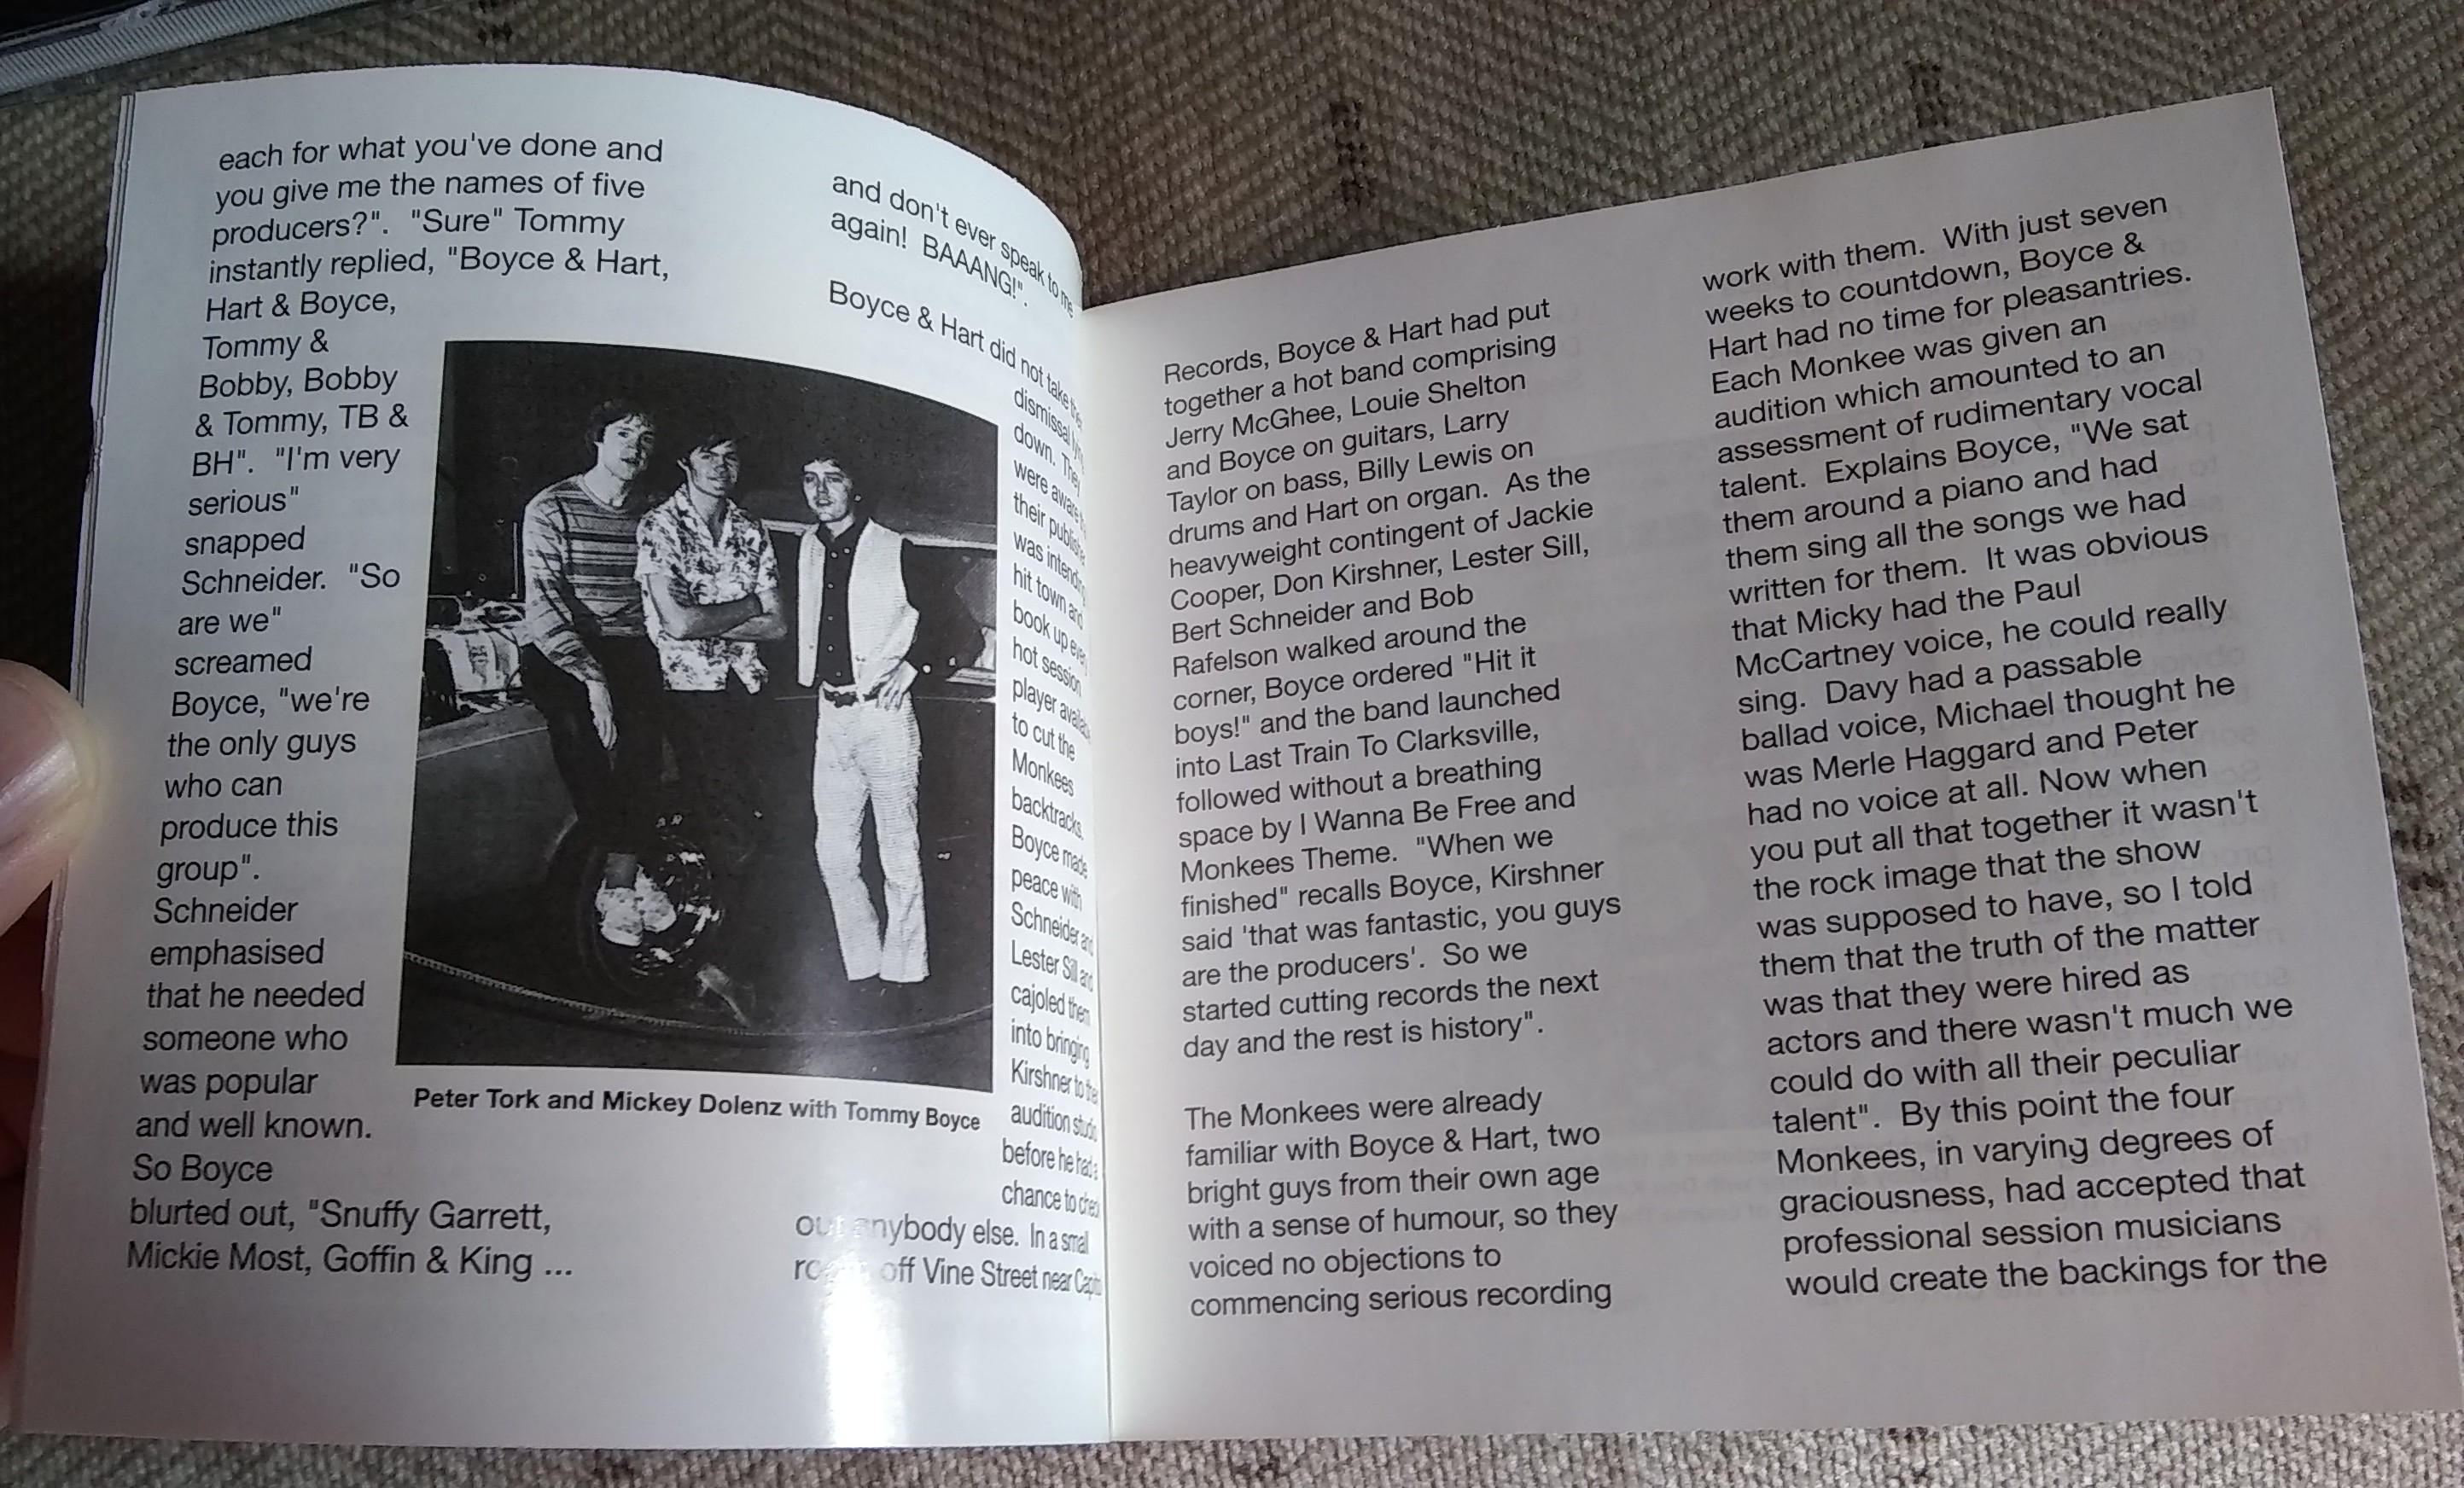 each for what you've done and
you give me the names of five
producers?". "Sure" Tommy
instantly replied, "Boyce & Hart,
Hart & Boyce,
Tommy &
Bobby, Bobby
& Tommy, TB &
BH". "I'm very
serious"
snapped
Schneider. "So
are we"
screamed
Boyce, "we're
the only guys
who can
produce this
group".
Schneider
emphasised
that he needed
someone who
was popular
and well known.
So Boyce
blurted out, "Snuffy Garrett,
Mickie Most, Goffin & King ...
Peter Tork and Mickey Dolenz with Tommy Boyce
and don't ever speak to me
again! BAAANG!".
Boyce & Hart did not take
dismissal
down. They
were aware
their
was
hit town and
book up
hot session
player
to cut the
Monkees
backtracks.
Boyce made
peace with
Schneider and
Lester Sill and
cajoled them
into bringing
Kirshner to
audition
before he had
chance to
anybody else. In a small
off Vine Street near
Records, Boyce & Hart had put
together a hot band comprising
Jerry McGhee, Louie Shelton
and Boyce on guitars, Larry
Taylor on bass, Billy Lewis on
drums and Hart on organ. As the
heavyweight contingent of Jackie
Cooper, Don Kirshner, Lester Sill,
Bert Schneider and Bob
Rafelson walked around the
corner, Boyce ordered "Hit it
boys!" and the band launched
into Last Train To Clarksville,
followed without a breathing
space by I Wanna Be Free and
Monkees Theme. "When we
finished" recalls Boyce, Kirshner
said 'that was fantastic, you guys
are the producers'. So we
started cutting records the next
day and the rest is history".
The Monkees were already
familiar with Boyce & Hart, two
bright guys from their own age
with a sense of humour, so they
voiced no objections to
commencing serious recording
work with them. With just seven
weeks to countdown, Boyce &
Hart had no time for pleasantries.
Each Monkee was given an
audition which amounted to an
assessment of rudimentary vocal
talent. Explains Boyce, "We sat
them around a piano and had
them sing all the songs we had
written for them. It was obvious
that Micky had the Paul
McCartney voice, he could really
sing. Davy had a passable
ballad voice, Michael thought he
was Merle Haggard and Peter
had no voice at all. Now when
you put all that together it wasn't
the rock image that the show
was supposed to have, so I told
them that the truth of the matter
was that they were hired as
actors and there wasn't much we
could do with all their peculiar
talent". By this point the four
Monkees, in varying degrees of
graciousness, had accepted that
professional session musicians
would create the backings for the